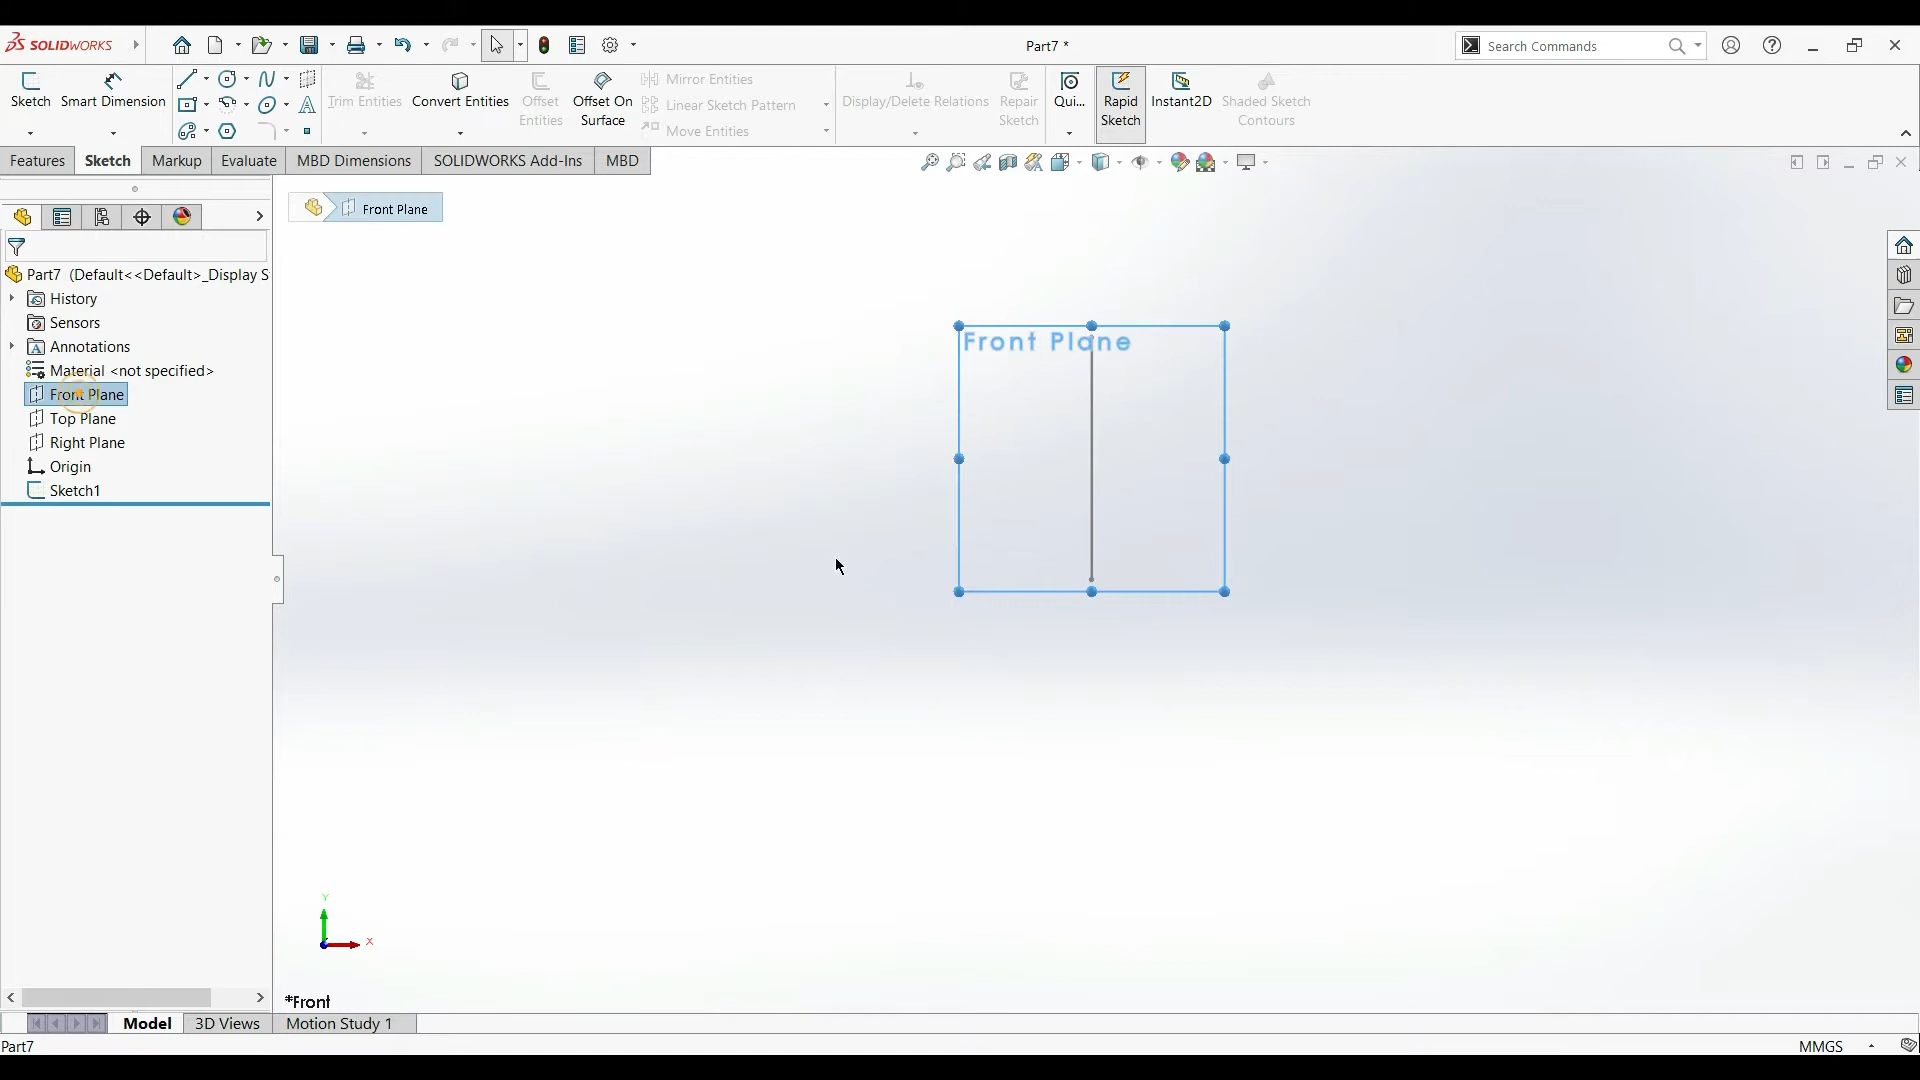 SOLIDWORKS
Part7 *
Search Commands
Sketch
Smart Dimension
Trim Entities
Convert Entities
Offset Entities
Offset On Surface
Mirror Entities
Linear Sketch Pattern
Move Entities
Display/Delete Relations
Repair Sketch
Qui...
Rapid Sketch
Instant2D
Shaded Sketch Contours
Features
Sketch
Markup
Evaluate
MBD Dimensions
SOLIDWORKS Add-Ins
MBD
Front Plane
Part7 (Default<<Default>_Display S
History
Sensors
Annotations
Material <not specified>
Front Plane
Top Plane
Right Plane
Origin
Sketch1
Front Plane
Y
X
*Front
Model
3D Views
Motion Study 1
Part7
MMGS